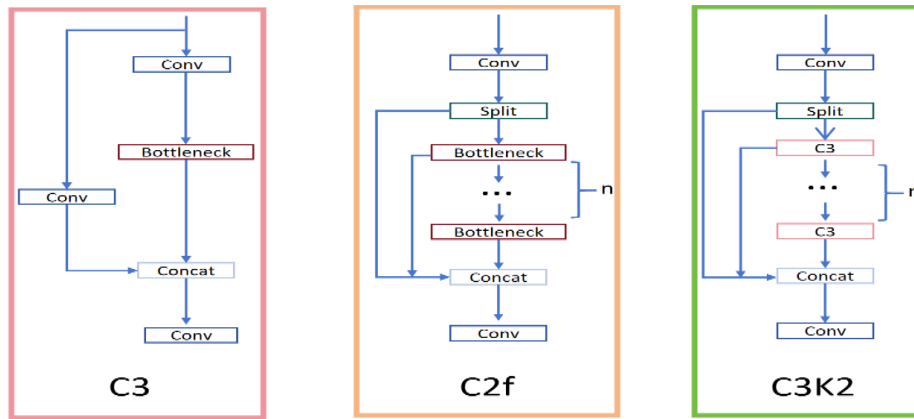 Conv
Bottleneck
Conv
Concat
Conv
C3
Conv
Split
Bottleneck
...
n
Bottleneck
Concat
Conv
C2f
Conv
Split
C3
...
C3
Concat
Conv
C3K2